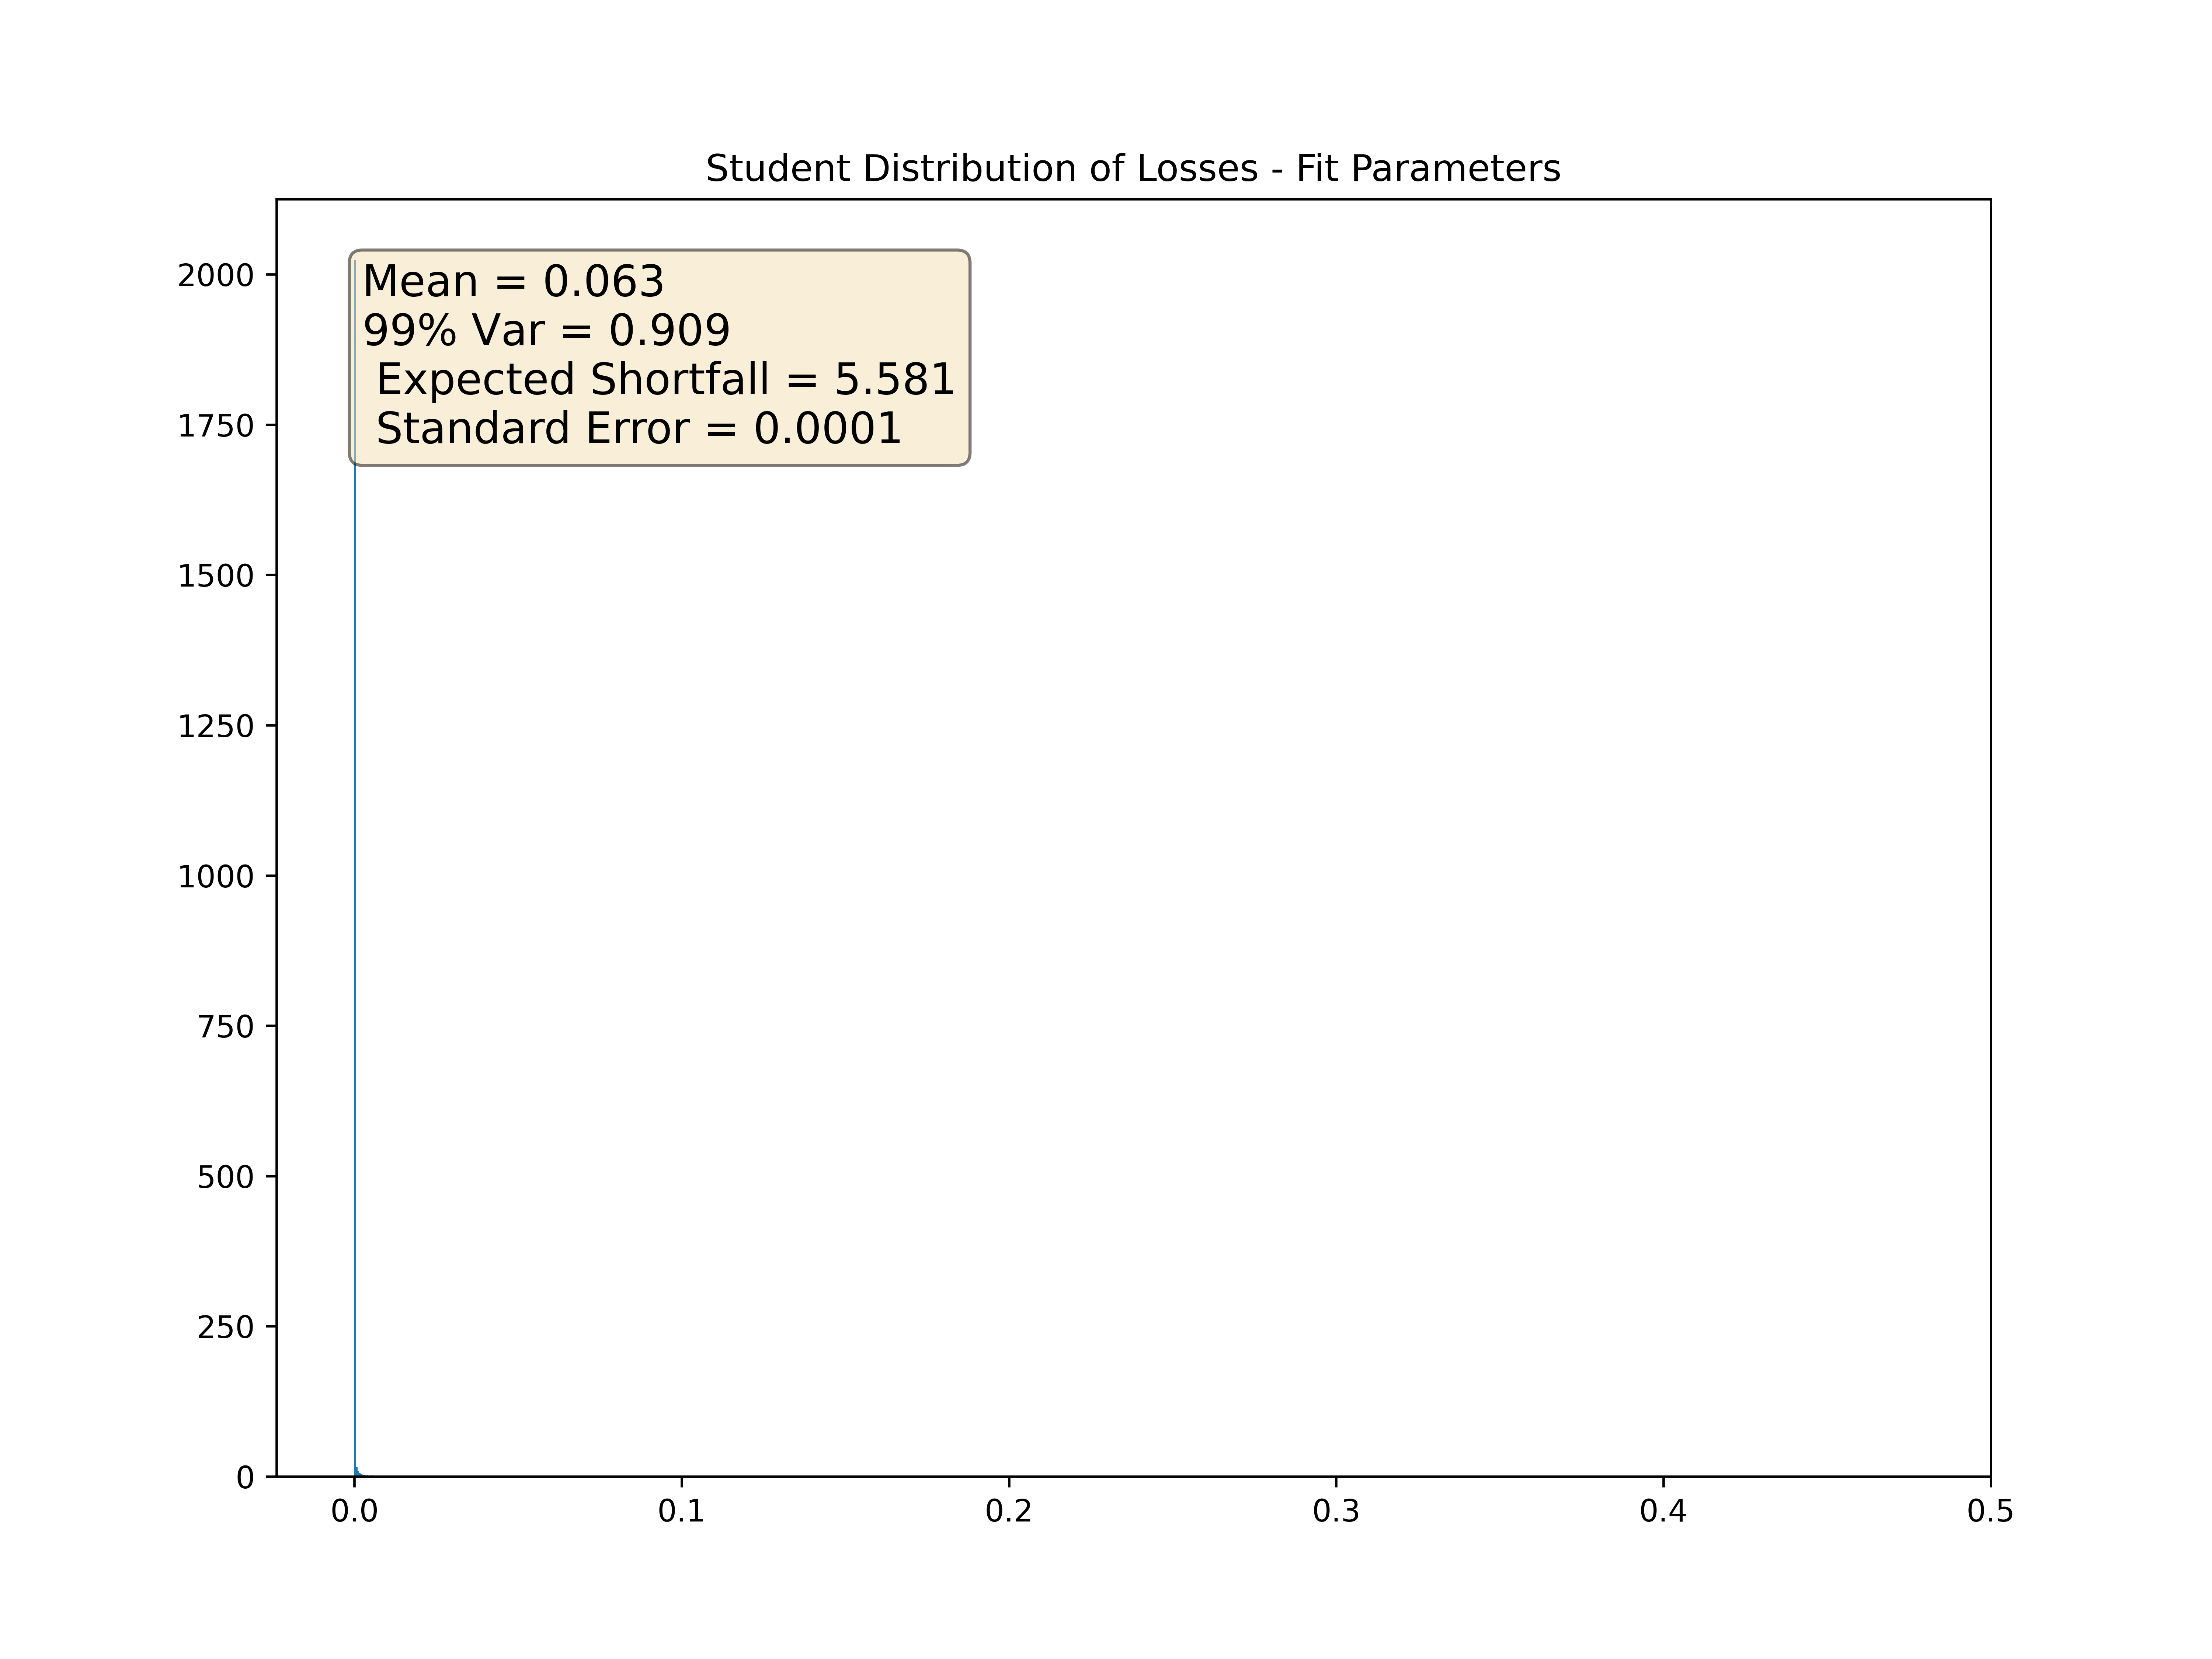 Student Distribution of Losses - Fit Parameters
Mean = 0.063
99% Var = 0.909
Expected Shortfall = 5.581
Standard Error = 0.0001
2000
1750
1500
1250
1000
750
500
250
0
0.0 0.1 0.2 0.3 0.4 0.5